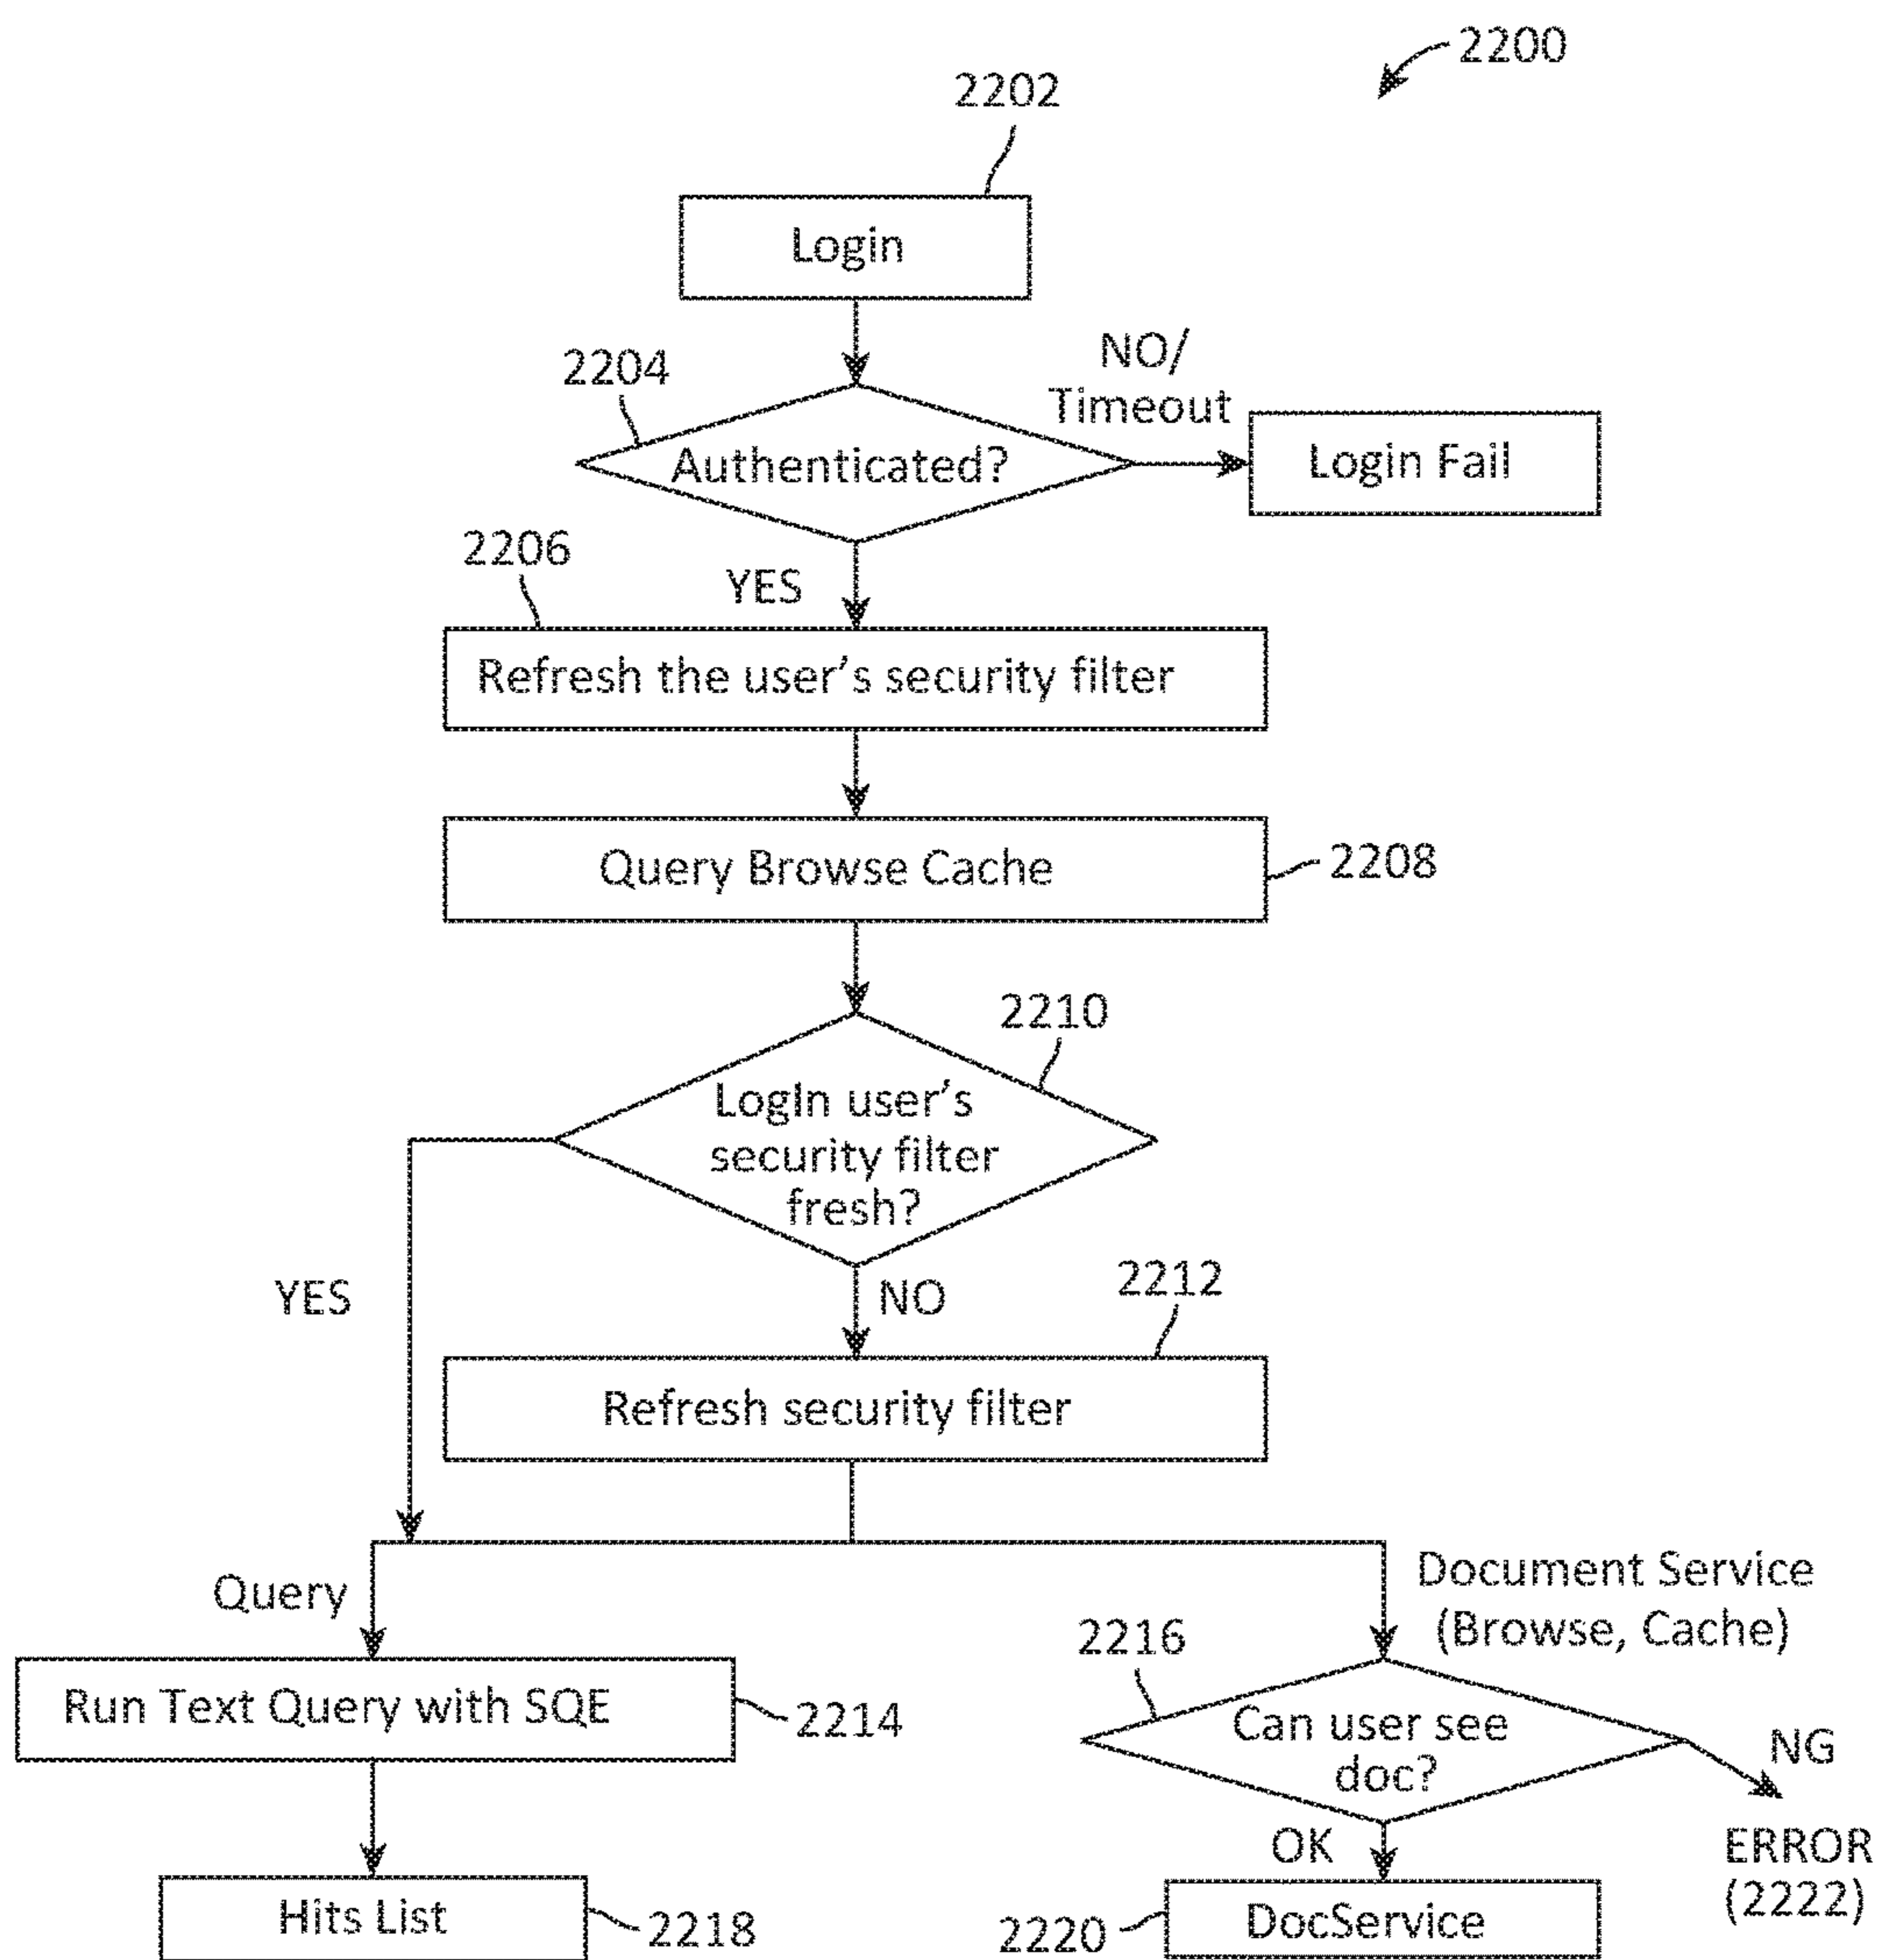 2200
2202
Login
2204
NO/
Timeout
Authenticated?
Login Fail
2206
YES
Refresh the user's security filter
Query Browse Cache
2208
2210
LogIn user's
security filter
fresh?
YES
NO
2212
Refresh security filter
Query
Document Service
(Browse, Cache)
2216
Run Text Query with SQE
2214
Can user see
doc?
NG
OK
ERROR
(2222)
Hits List
2218
2220
DocService